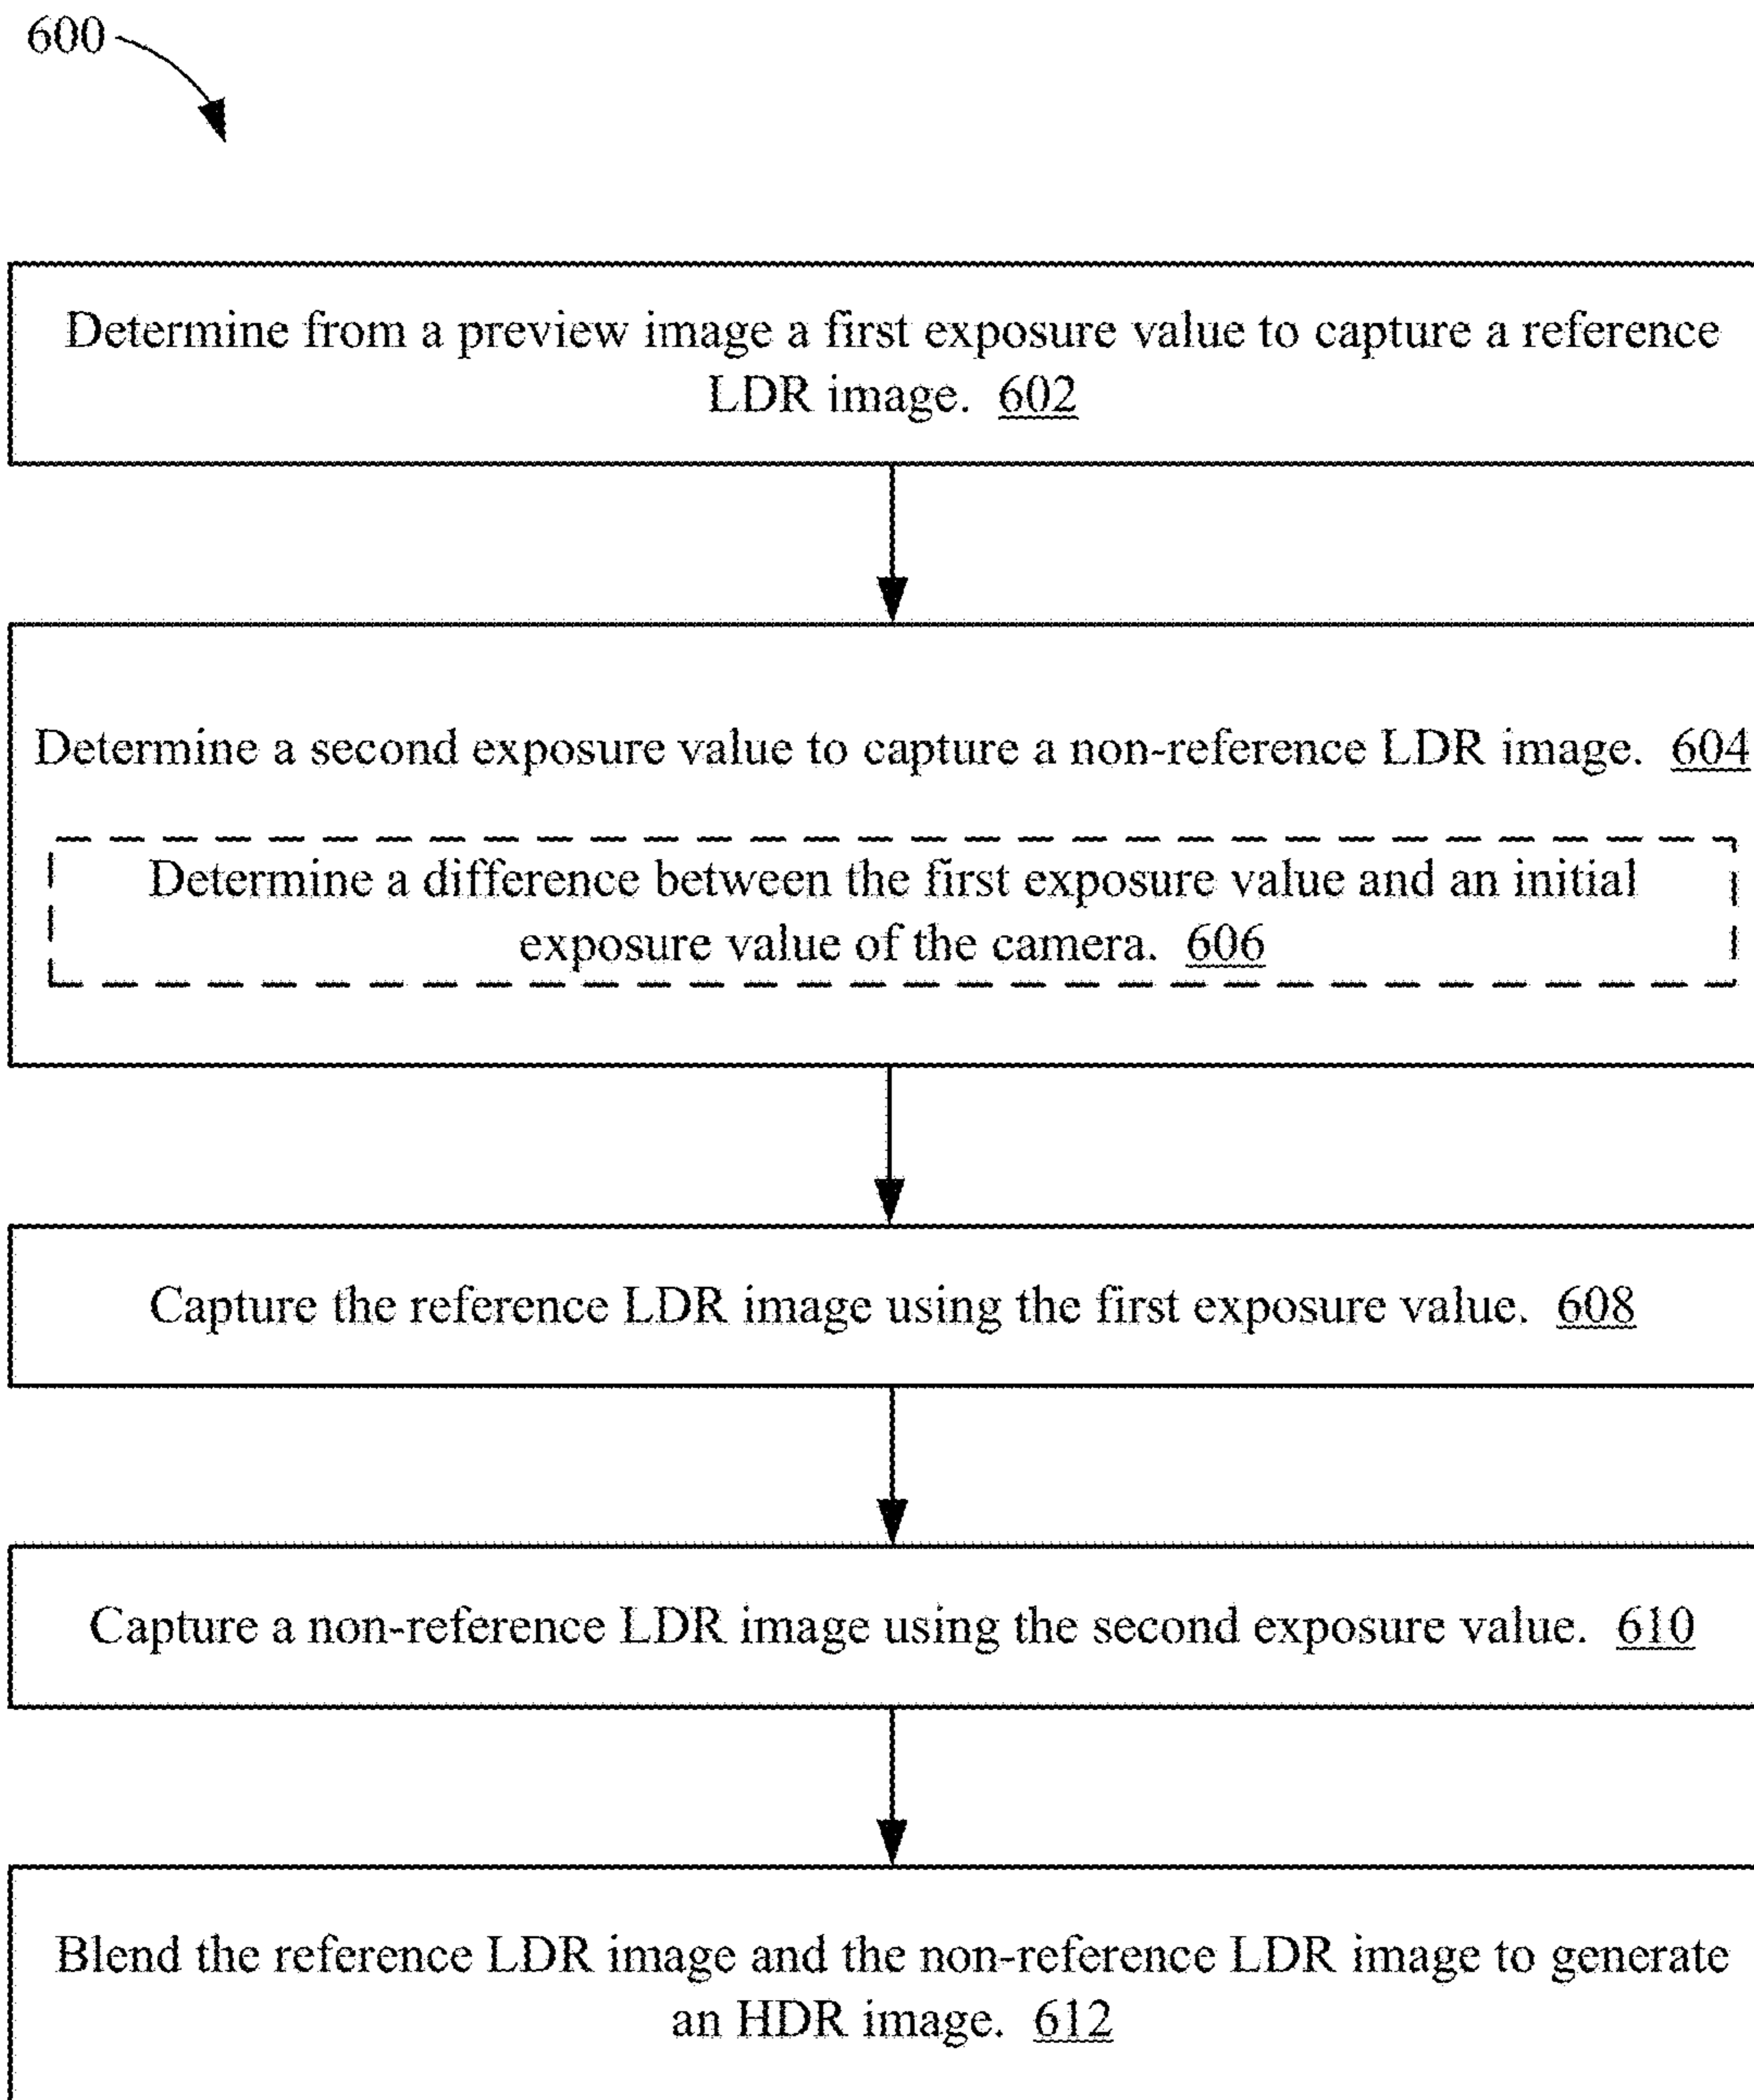 600
Determine from a preview image a first exposure value to capture a reference
LDR image. 602
Determine a second exposure value to capture a non-reference LDR image. 604
Determine a difference between the first exposure value and an initial
exposure value of the camera. 606
Capture the reference LDR image using the first exposure value. 608
Capture a non-reference LDR image using the second exposure value. 610
Blend the reference LDR image and the non-reference LDR image to generate
an HDR image. 612